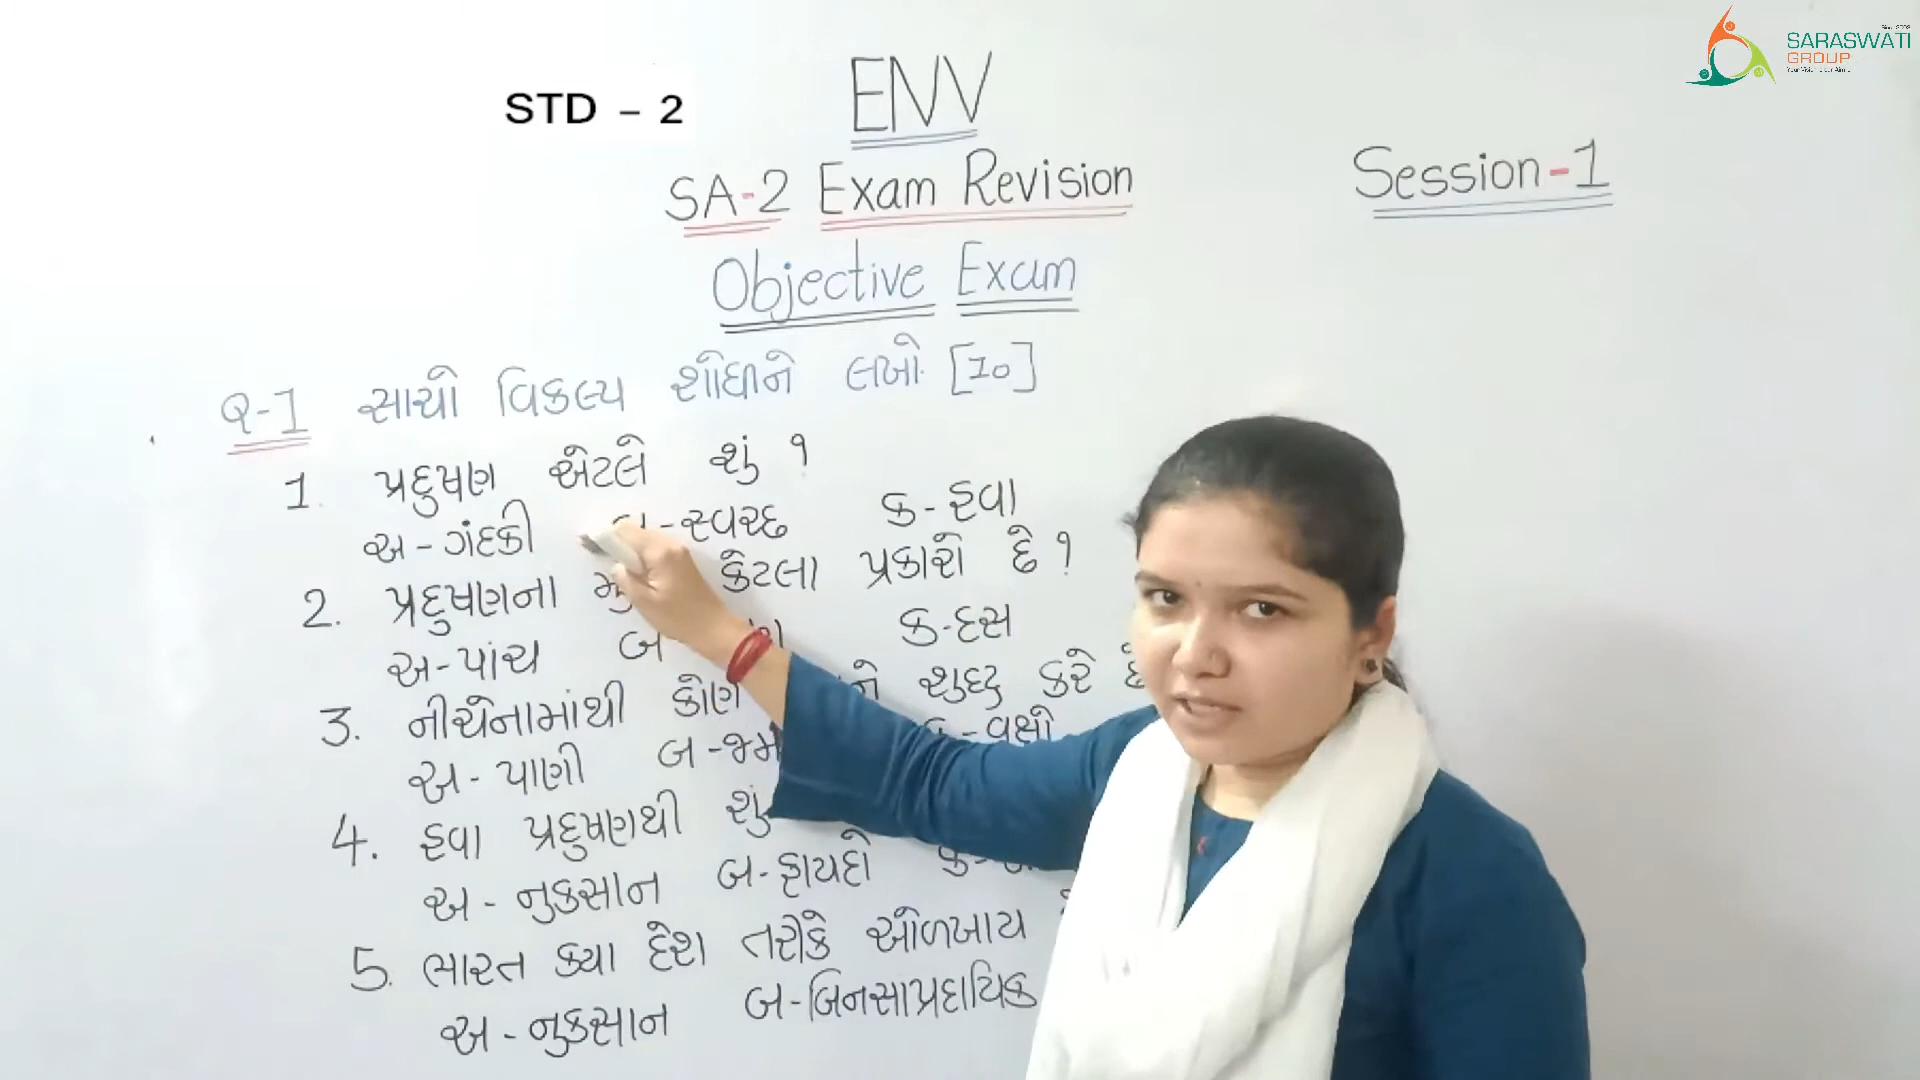 SARASWATI
GROUP
STD - 2
ENV
SA-2 Exam Revision
Session-1
Objective Exam
Q-1 સાચો વિકલ્પ શોધીને લખો [10]
1. પ્રદુષણ એટલે શું ?
અ - ગંદકી બ - સ્વચ્છ ક - હવા
2. પ્રદુષણના કેટલા પ્રકારો છે ?
અ - પાંચ બ ક - દસ
3. નીચેનામાંથી કોણ ને શુદ્ધ કરે છે
અ - પાણી બ - જમ - વૃક્ષો
4. હવા પ્રદુષણથી શું
અ - નુકસાન બ - ફાયદો ક -
5. ભારત કયા દેશ તરીકે ઓળખાય
અ - નુકસાન બ - બિનસાપ્રદાયિક